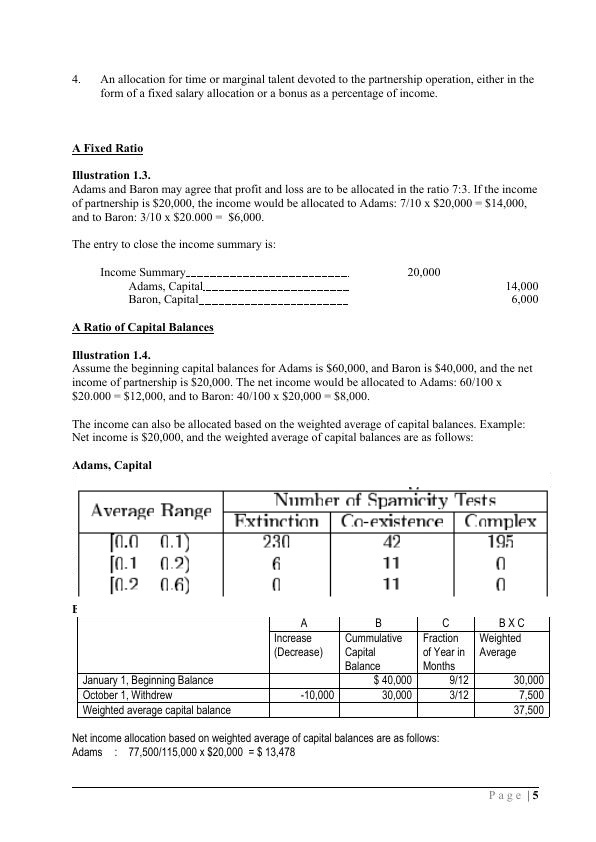 4. An allocation for time or marginal talent devoted to the partnership operation, either in the
form of a fixed salary allocation or a bonus as a percentage of income.
A Fixed Ratio
Illustration 1.3.
Adams and Baron may agree that profit and loss are to be allocated in the ratio 7:3. If the income
of partnership is $20,000, the income would be allocated to Adams: 7/10 x $20,000 = $14,000,
and to Baron: 3/10 x $20.000 = $6,000.
The entry to close the income summary is:
Income Summary 20,000
Adams, Capital 14,000
Baron, Capital 6,000
A Ratio of Capital Balances
Illustration 1.4.
Assume the beginning capital balances for Adams is $60,000, and Baron is $40,000, and the net
income of partnership is $20,000. The net income would be allocated to Adams: 60/100 x
$20.000 = $12,000, and to Baron: 40/100 x $20,000 = $8,000.
The income can also be allocated based on the weighted average of capital balances. Example:
Net income is $20,000, and the weighted average of capital balances are as follows:
Adams, Capital
Average Range Number of Spamicity Tests
Extinction Co-existence Complex
[0.0 0.1) 230 42 195
[0.1 0.2) 6 11 0
[0.2 0.6) 0 11 0
A B C B X C
Increase Cummulative Fraction Weighted
(Decrease) Capital of Year in Average
Balance Months
January 1, Beginning Balance $ 40,000 9/12 30,000
October 1, Withdrew -10,000 30,000 3/12 7,500
Weighted average capital balance 37,500
Net income allocation based on weighted average of capital balances are as follows:
Adams : 77,500/115,000 x $20,000 = $ 13,478
Page | 5